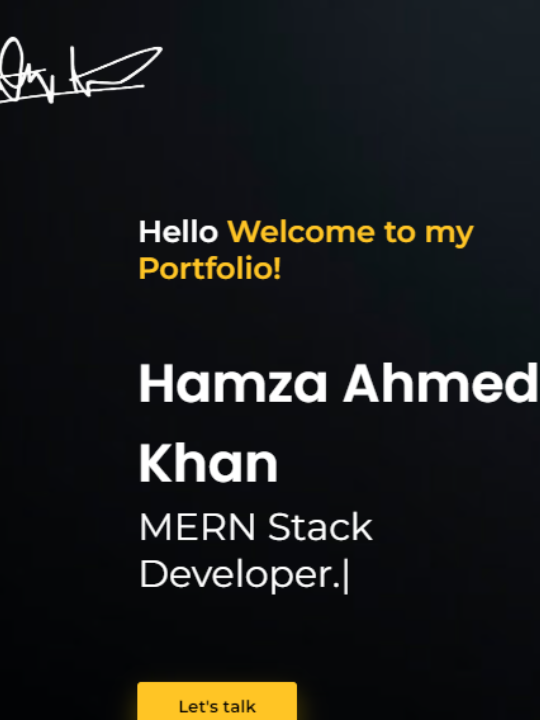 Hello Welcome to my
Portfolio!
Hamza Ahmed
Khan
MERN Stack
Developer.|
Let's talk